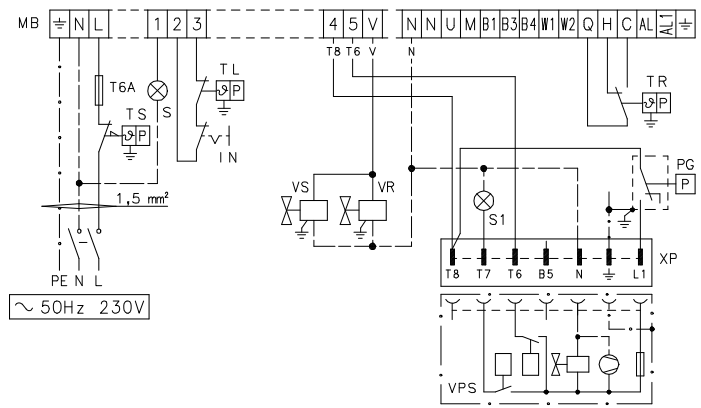 MB ⏚ N L 1 2 3 4 5 V N N U M B1 B3 B4 W1 W2 Q H C AL AL1 ⏚
T8 T6 V N
T6A
TL
ϑ P
S
TS
ϑ P
IN
TR
ϑ P
PG
P
1,5 mm²
VS
VR
S1
XP
T8 T7 T6 B5 N ⏚ L1
PE N L
~ 50Hz 230V
VPS